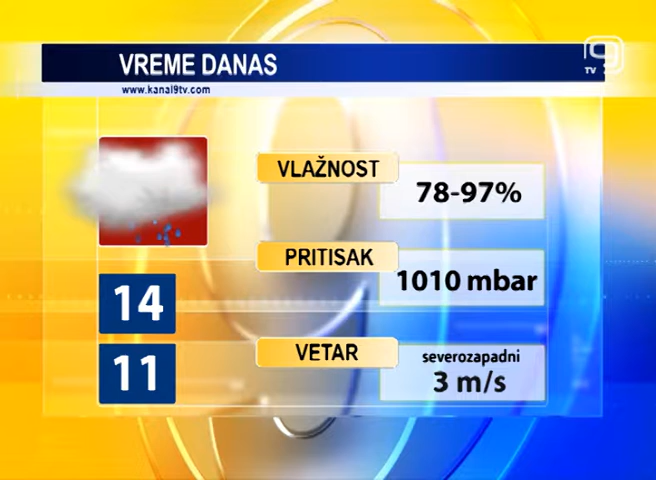 VREME DANAS
www.kanal9tv.com
9
TV
VLAŽNOST
78-97%
PRITISAK
1010 mbar
14
VETAR
severozapadni
3 m/s
11